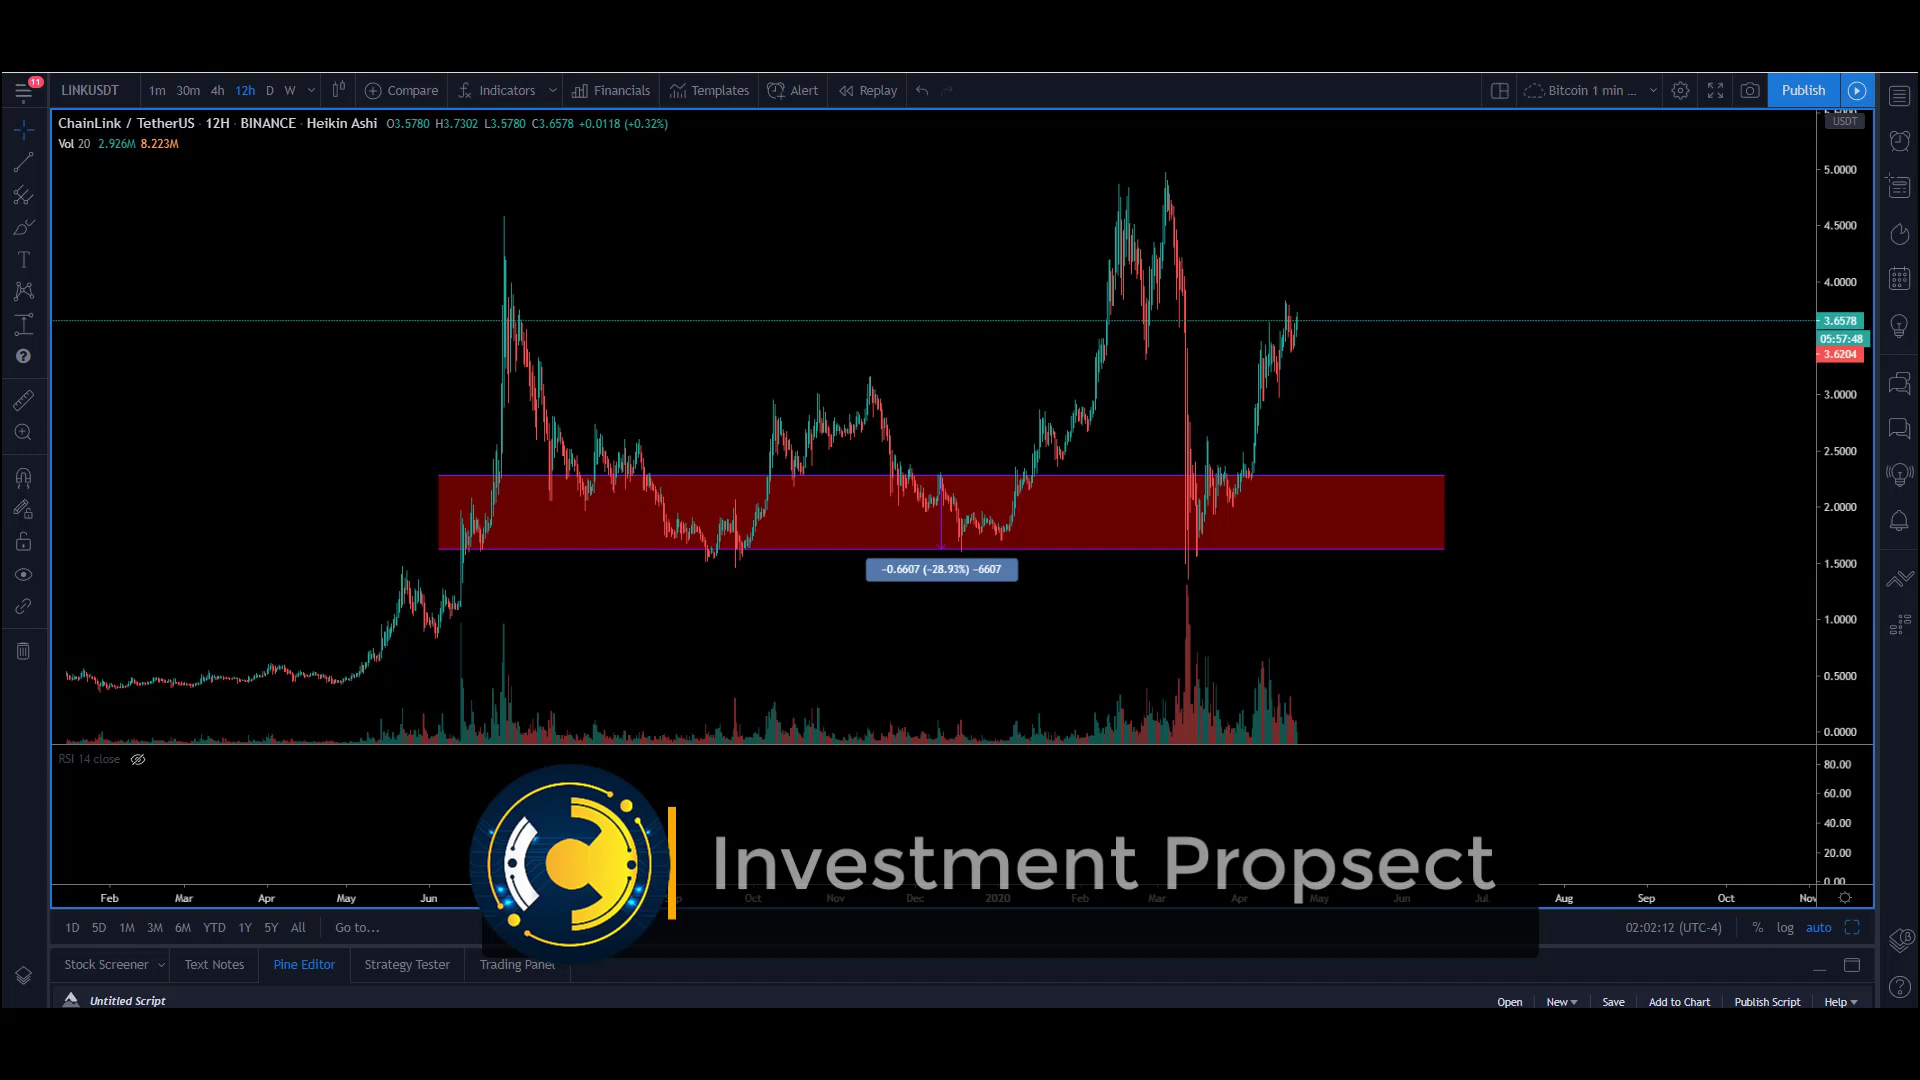 11
LINKUSDT 1m 30m 4h 12h D W Compare Indicators Financials Templates Alert Replay Bitcoin 1 min ... Publish
ChainLink / TetherUS · 12H · BINANCE · Heikin Ashi O3.5780 H3.7302 L3.5780 C3.6578 +0.0118 (+0.32%)
USDT
Vol 20 2.926M 8.223M
5.0000
4.5000
4.0000
3.6578
05:57:48
3.6204
3.0000
2.5000
2.0000
−0.6607 (−28.93%) −6607
1.5000
1.0000
0.5000
0.0000
RSI 14 close
80.00
60.00
40.00
20.00
0.00
Investment Propsect
Feb Mar Apr May Jun Sep Oct Nov Dec 2020 Feb Mar Apr May Jun Jul Aug Sep Oct Nov
1D 5D 1M 3M 6M YTD 1Y 5Y All Go to... 02:02:12 (UTC-4) % log auto
Stock Screener Text Notes Pine Editor Strategy Tester Trading Panel
Untitled Script Open New Save Add to Chart Publish Script Help